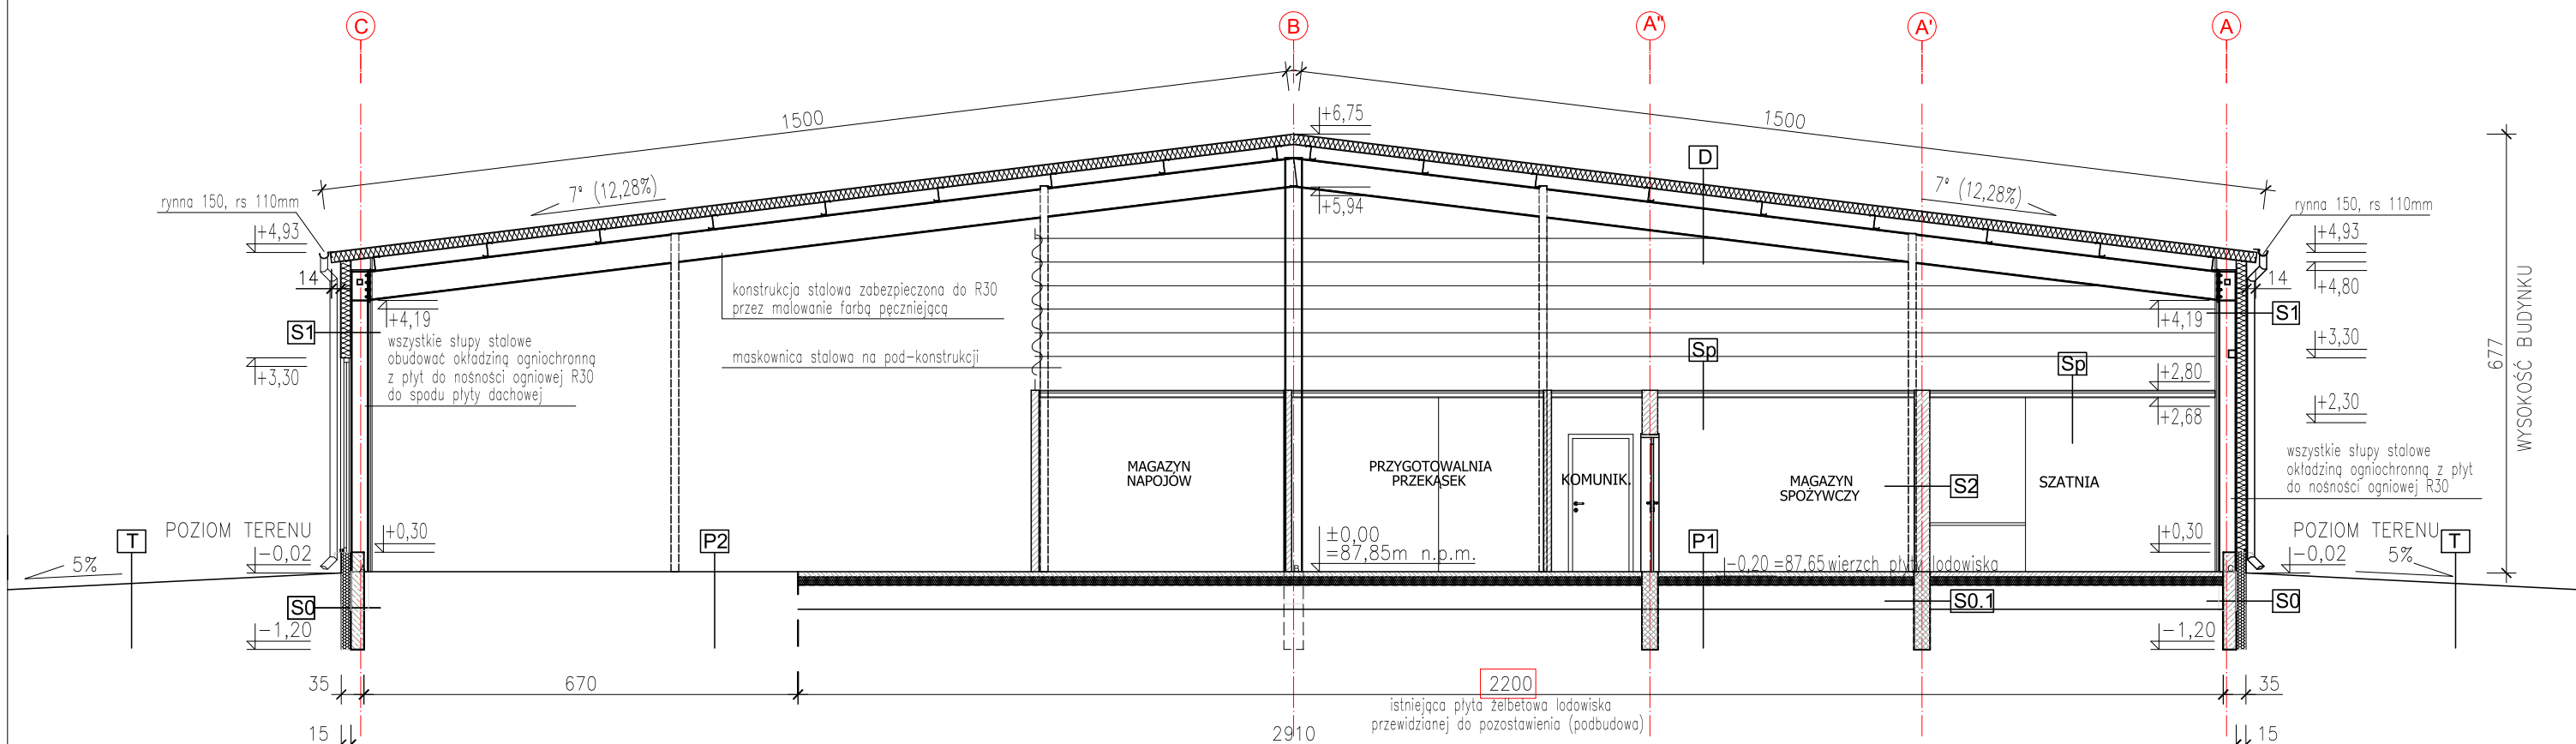 C
B
A"
A'
A
1500
1500
+6,75
D
7° (12,28%)
7° (12,28%)
+5,94
rynna 150, rs 110mm
rynna 150, rs 110mm
+4,93
+4,93
14
14
+4,80
konstrukcja stalowa zabezpieczona do R30
przez malowanie farbą pęczniejącą
+4,19
+4,19
S1
S1
wszystkie słupy stalowe
obudować okładziną ogniochronną
z płyt do nośności ogniowej R30
do spodu płyty dachowej
maskownica stalowa na pod-konstrukcji
Sp
Sp
+3,30
+3,30
677
WYSOKOŚĆ BUDYNKU
+2,80
+2,68
+2,30
MAGAZYN
NAPOJÓW
PRZYGOTOWALNIA
PRZEKĄSEK
KOMUNIK.
MAGAZYN
SPOŻYWCZY
S2
SZATNIA
wszystkie słupy stalowe
okładziną ogniochronną z płyt
do nośności ogniowej R30
T
POZIOM TERENU
-0,02
5%
+0,30
P2
±0,00
=87,85m n.p.m.
P1
-0,20 =87,65 wierzch płyty lodowiska
+0,30
POZIOM TERENU
-0,02
5%
T
S0
S0.1
S0
-1,20
-1,20
35
670
2200
35
istniejąca płyta żelbetowa lodowiska
przewidzianej do pozostawienia (podbudowa)
15
2910
15